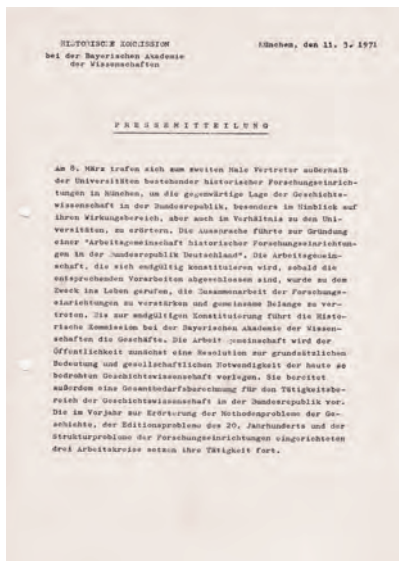 HISTORISCHE KOMMISSION
München, den 11. 3. 1971
bei der Bayerischen Akademie
der Wissenschaften
PRESSEMITTEILUNG
Am 8. März trafen sich zum zweiten Male Vertreter außerhalb
der Universitäten bestehender historischer Forschungseinrich-
tungen in München, um die gegenwärtige Lage der Geschichts-
wissenschaft in der Bundesrepublik, besonders im Hinblick auf
ihren Wirkungsbereich, aber auch im Verhältnis zu den Uni-
versitäten, zu erörtern. Die Aussprache führte zur Gründung
einer "Arbeitsgemeinschaft historischer Forschungseinrichtun-
gen in der Bundesrepublik Deutschland". Die Arbeitsgemein-
schaft, die sich endgültig konstituieren wird, sobald die
entsprechenden Vorarbeiten abgeschlossen sind, wurde zu dem
Zweck ins Leben gerufen, die Zusammenarbeit der Forschungs-
einrichtungen zu verstärken und gemeinsame Belange zu ver-
treten. Bis zur endgültigen Konstituierung führt die Histo-
rische Kommission bei der Bayerischen Akademie der Wissen-
schaften die Geschäfte. Die Arbeitsgemeinschaft wird der
Öffentlichkeit zunächst eine Resolution zur grundsätzlichen
Bedeutung und gesellschaftlichen Notwendigkeit der heute so
bedrohten Geschichtswissenschaft vorlegen. Sie bereitet
außerdem eine Gesamtbedarfsberechnung für den Tätigkeitsbe-
reich der Geschichtswissenschaft in der Bundesrepublik vor.
Die im Vorjahr zur Erörterung der Methodenprobleme der Ge-
schichte, der Editionsprobleme des 20. Jahrhunderts und der
Strukturprobleme der Forschungseinrichtungen eingerichteten
drei Arbeitskreise setzen ihre Tätigkeit fort.